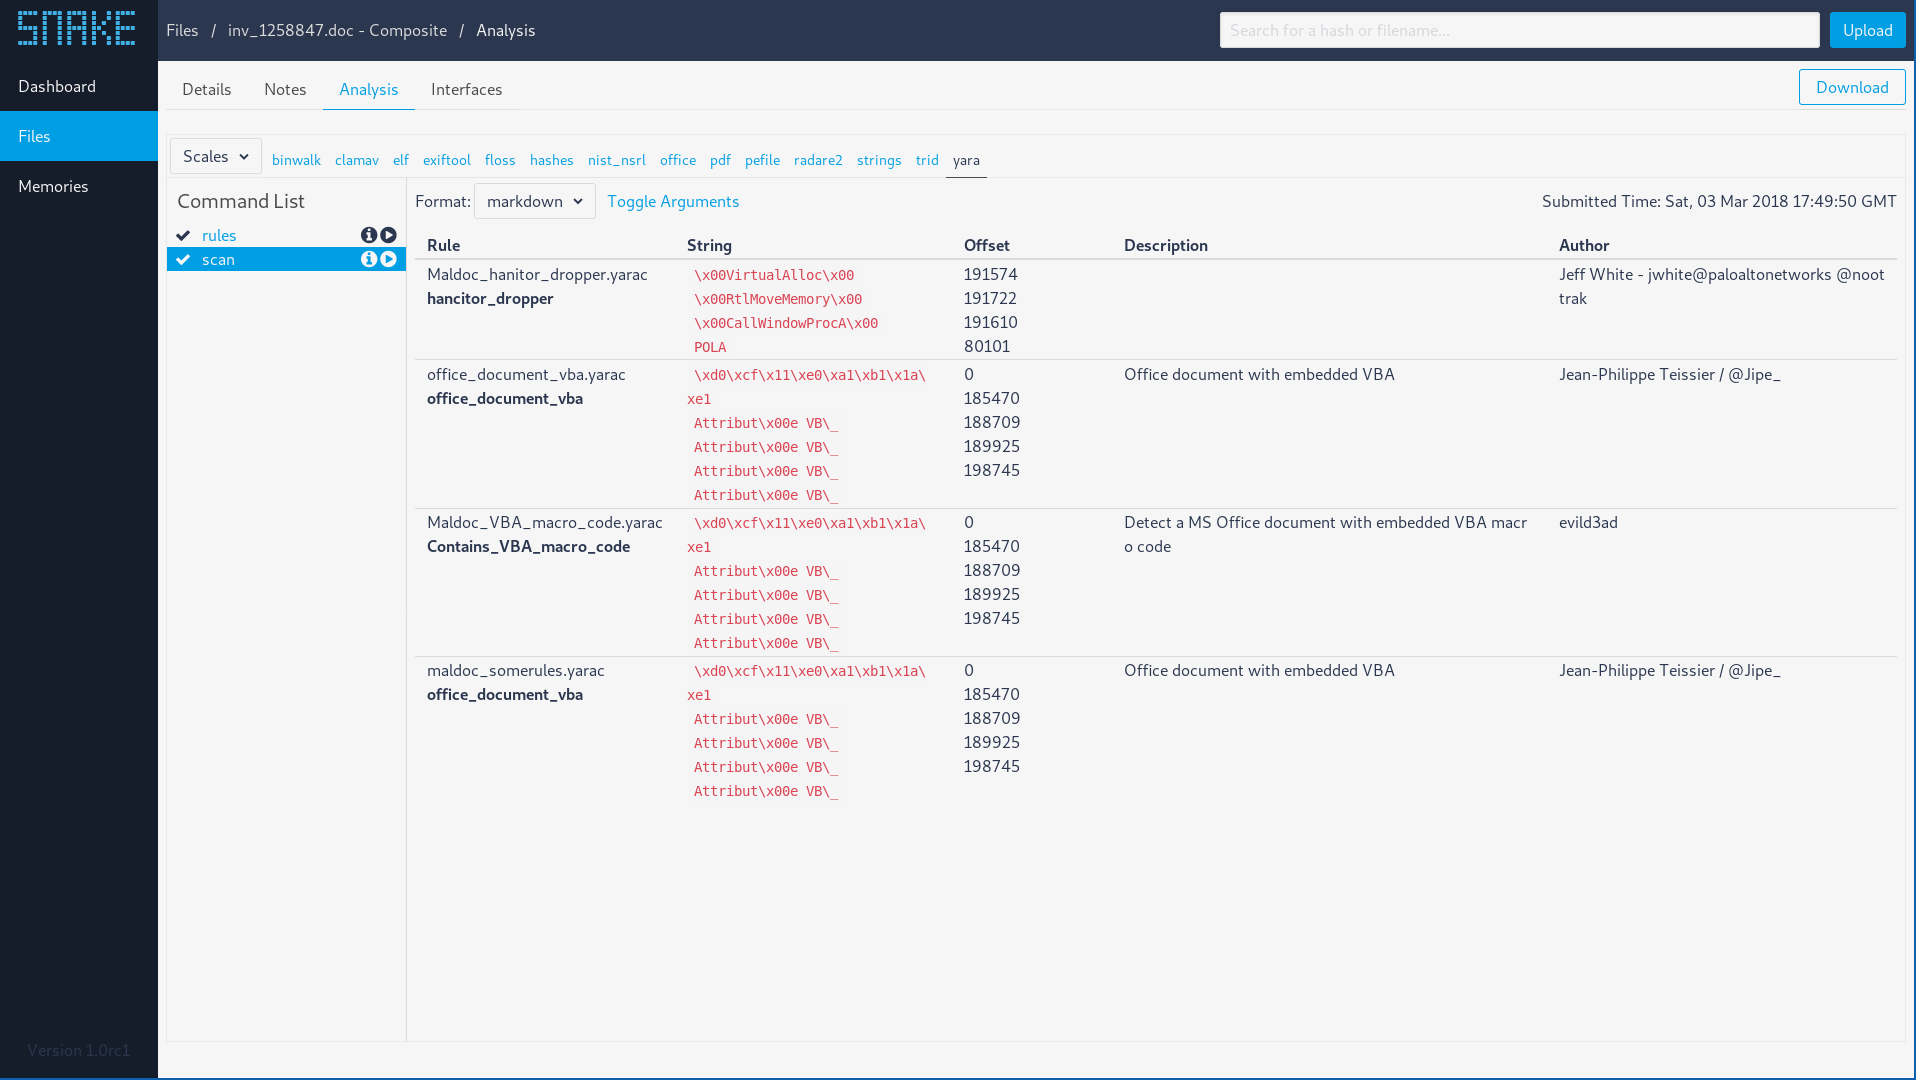 SNAKE
Files / inv_1258847.doc - Composite / Analysis
Search for a hash or filename...
Upload
Dashboard
Files
Memories
Version 1.0rc1
Details Notes Analysis Interfaces
Download
Scales binwalk clamav elf exiftool floss hashes nist_nsrl office pdf pefile radare2 strings trid yara
Command List
rules
scan
Format: markdown Toggle Arguments
Submitted Time: Sat, 03 Mar 2018 17:49:50 GMT
Rule String Offset Description Author
Maldoc_hanitor_dropper.yarac \x00VirtualAlloc\x00 191574 Jeff White - jwhite@paloaltonetworks @noot
hancitor_dropper \x00RtlMoveMemory\x00 191722 trak
\x00CallWindowProcA\x00 191610
POLA 80101
office_document_vba.yarac \xd0\xcf\x11\xe0\xa1\xb1\x1a\ 0 Office document with embedded VBA Jean-Philippe Teissier / @Jipe_
office_document_vba xe1 185470
Attribut\x00e VB\_ 188709
Attribut\x00e VB\_ 189925
Attribut\x00e VB\_ 198745
Attribut\x00e VB\_
Maldoc_VBA_macro_code.yarac \xd0\xcf\x11\xe0\xa1\xb1\x1a\ 0 Detect a MS Office document with embedded VBA macr evild3ad
Contains_VBA_macro_code xe1 185470 o code
Attribut\x00e VB\_ 188709
Attribut\x00e VB\_ 189925
Attribut\x00e VB\_ 198745
Attribut\x00e VB\_
maldoc_somerules.yarac \xd0\xcf\x11\xe0\xa1\xb1\x1a\ 0 Office document with embedded VBA Jean-Philippe Teissier / @Jipe_
office_document_vba xe1 185470
Attribut\x00e VB\_ 188709
Attribut\x00e VB\_ 189925
Attribut\x00e VB\_ 198745
Attribut\x00e VB\_